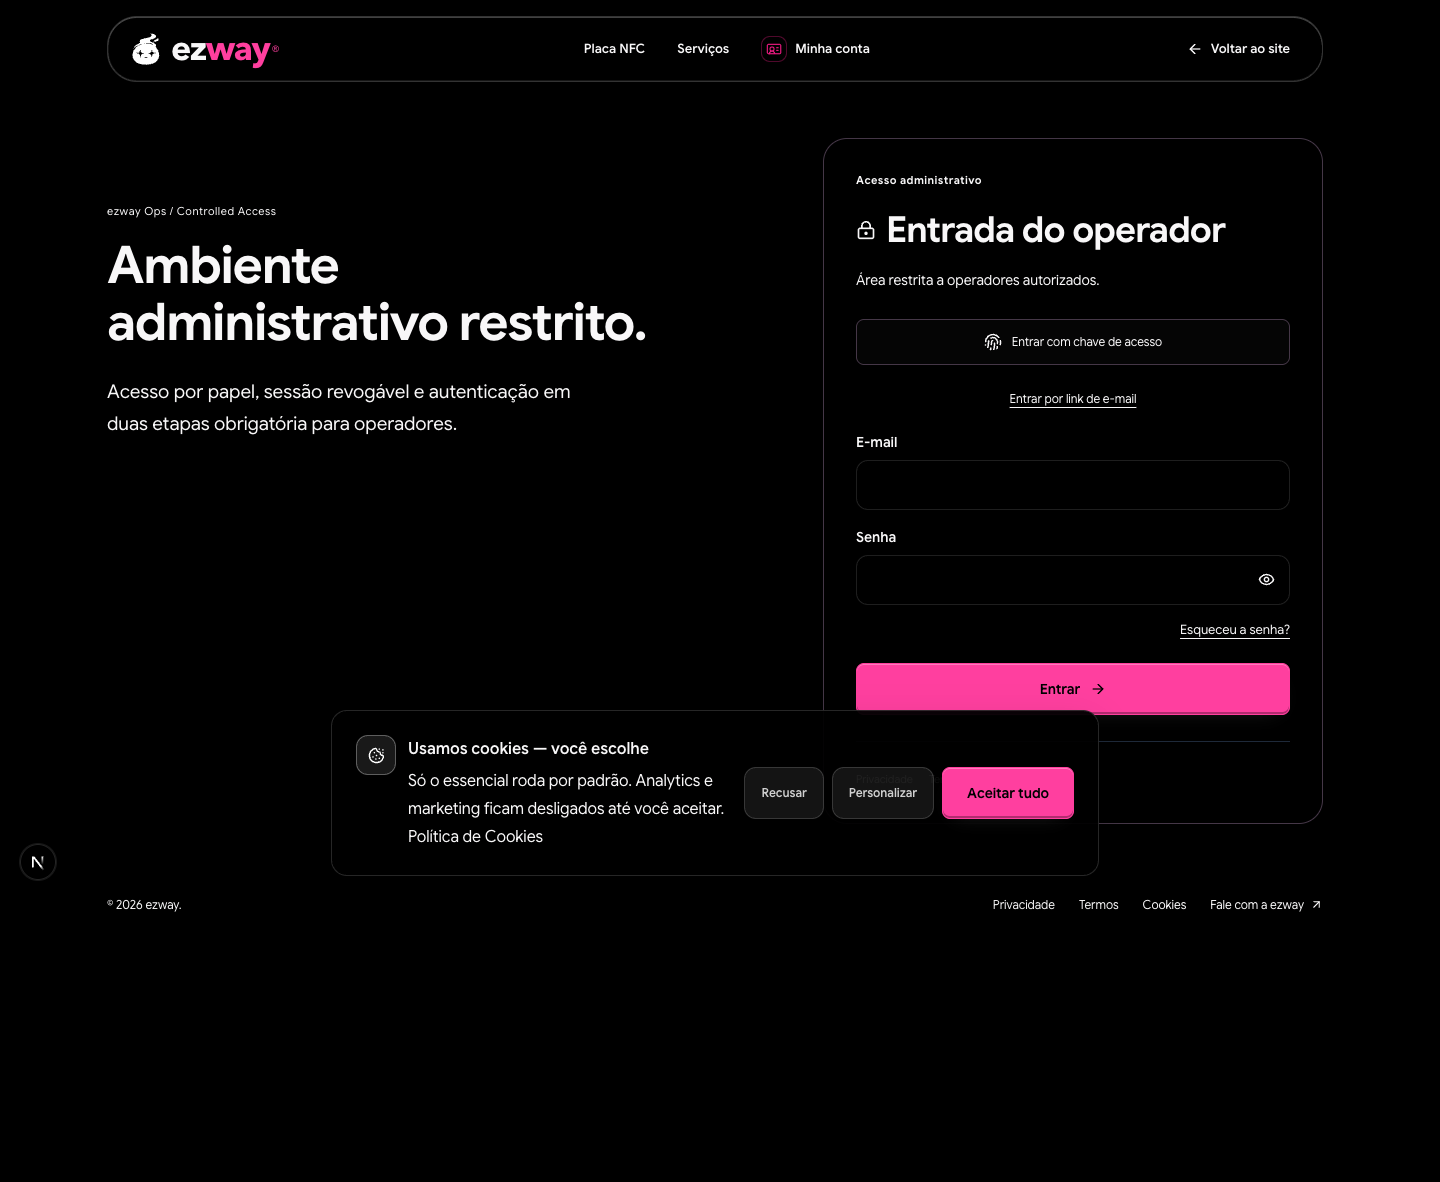 ezway®
Placa NFC
Serviços
Minha conta
Voltar ao site
ezway Ops / Controlled Access
Ambiente
administrativo restrito.
Acesso por papel, sessão revogável e autenticação em
duas etapas obrigatória para operadores.
Acesso administrativo
Entrada do operador
Área restrita a operadores autorizados.
Entrar com chave de acesso
Entrar por link de e-mail
E-mail
Senha
Esqueceu a senha?
Entrar
Usamos cookies — você escolhe
Só o essencial roda por padrão. Analytics e
marketing ficam desligados até você aceitar.
Política de Cookies
Recusar
Privacidade
Personalizar
Aceitar tudo
N
© 2026 ezway.
Privacidade
Termos
Cookies
Fale com a ezway